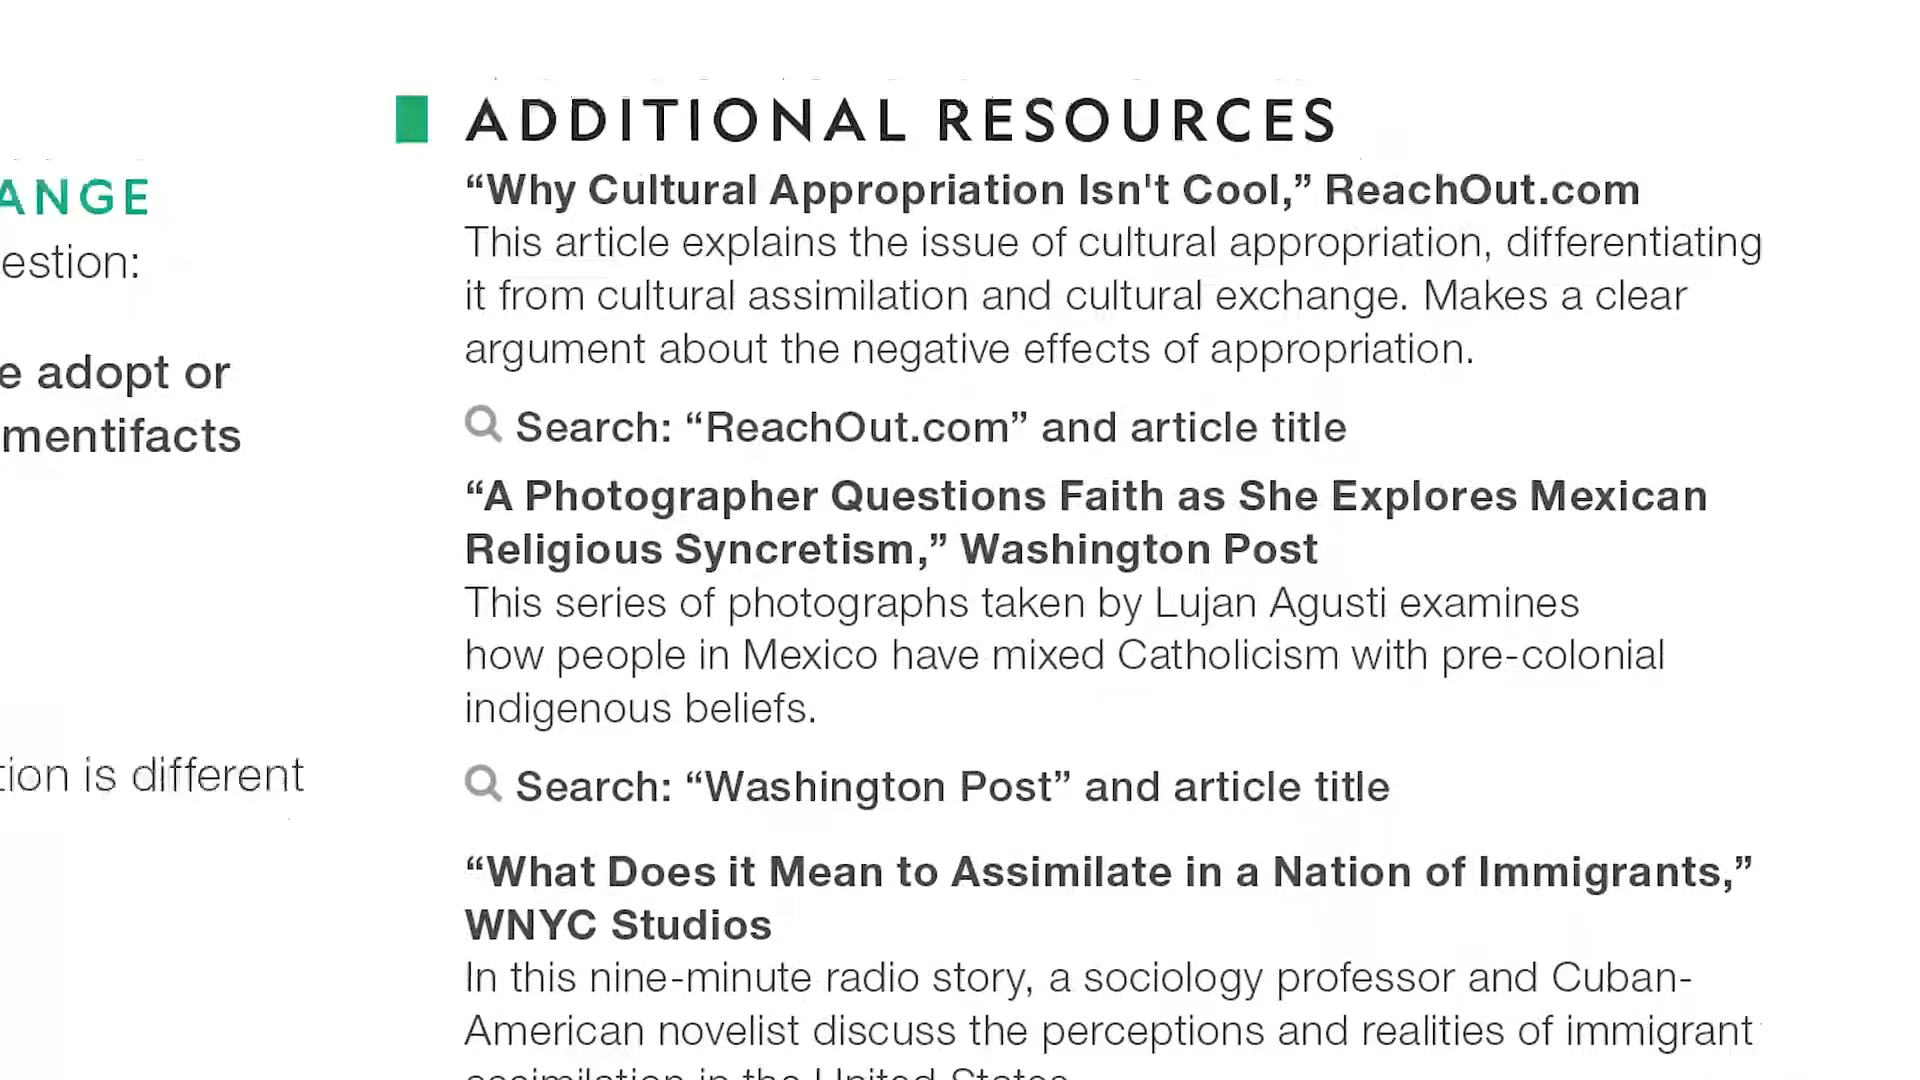 ANGE
estion:
e adopt or
mentifacts
tion is different
ADDITIONAL RESOURCES
“Why Cultural Appropriation Isn't Cool,” ReachOut.com
This article explains the issue of cultural appropriation, differentiating
it from cultural assimilation and cultural exchange. Makes a clear
argument about the negative effects of appropriation.
Search: “ReachOut.com” and article title
“A Photographer Questions Faith as She Explores Mexican
Religious Syncretism,” Washington Post
This series of photographs taken by Lujan Agusti examines
how people in Mexico have mixed Catholicism with pre-colonial
indigenous beliefs.
Search: “Washington Post” and article title
“What Does it Mean to Assimilate in a Nation of Immigrants,”
WNYC Studios
In this nine-minute radio story, a sociology professor and Cuban-
American novelist discuss the perceptions and realities of immigrant
assimilation in the United States.